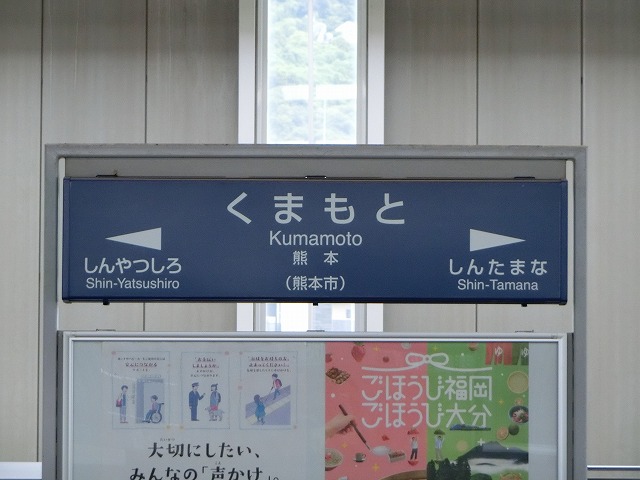 くまもと
Kumamoto
熊本
(熊本市)
しんやつしろ
Shin-Yatsushiro
しんたまな
Shin-Tamana
大切にしたい、
みんなの「声かけ」。
ごほうび福岡
ごほうび大分